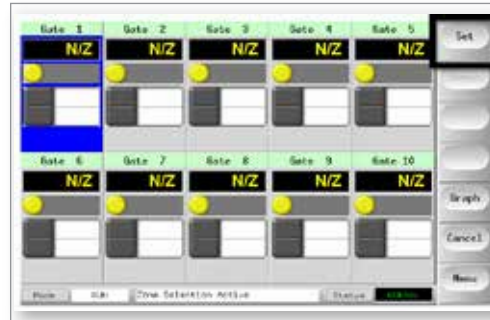 Gate 1 Gate 2 Gate 3 Gate 4 Gate 5
N/Z N/Z N/Z N/Z N/Z
Set
Gate 6 Gate 7 Gate 8 Gate 9 Gate 10
N/Z N/Z N/Z N/Z N/Z
Graph
Cancel
Menu
Mode RUN Zone Selection Active Status